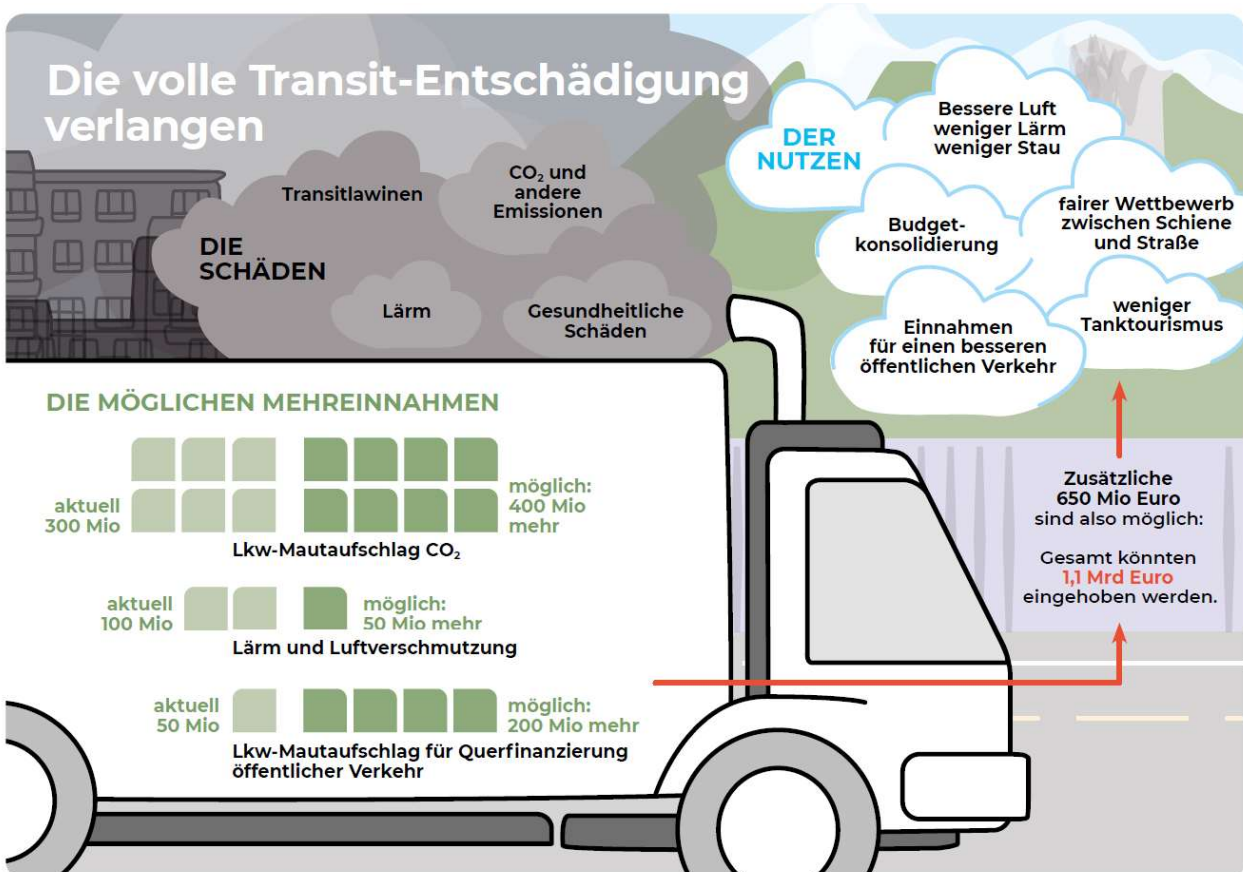 Die volle Transit-Entschädigung
verlangen
DIE
SCHÄDEN
Transitlawinen
CO₂ und
andere
Emissionen
Lärm
Gesundheitliche
Schäden
DER
NUTZEN
Bessere Luft
weniger Lärm
weniger Stau
Budget-
konsolidierung
fairer Wettbewerb
zwischen Schiene
und Straße
Einnahmen
für einen besseren
öffentlichen Verkehr
weniger
Tanktourismus
DIE MÖGLICHEN MEHREINNAHMEN
aktuell
300 Mio
möglich:
400 Mio
mehr
Lkw-Mautaufschlag CO₂
aktuell
100 Mio
möglich:
50 Mio mehr
Lärm und Luftverschmutzung
aktuell
50 Mio
möglich:
200 Mio mehr
Lkw-Mautaufschlag für Querfinanzierung
öffentlicher Verkehr
Zusätzliche
650 Mio Euro
sind also möglich:
Gesamt könnten
1,1 Mrd Euro
eingehoben werden.